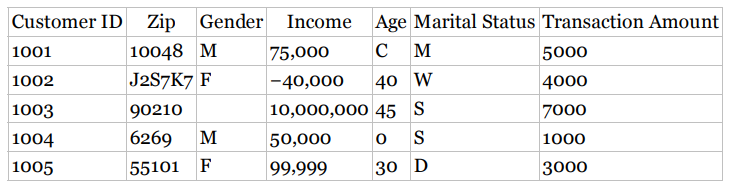 Customer ID Zip Gender Income Age Marital Status Transaction Amount
1001 10048 M 75,000 C M 5000
1002 J2S7K7 F −40,000 40 W 4000
1003 90210 10,000,000 45 S 7000
1004 6269 M 50,000 0 S 1000
1005 55101 F 99,999 30 D 3000